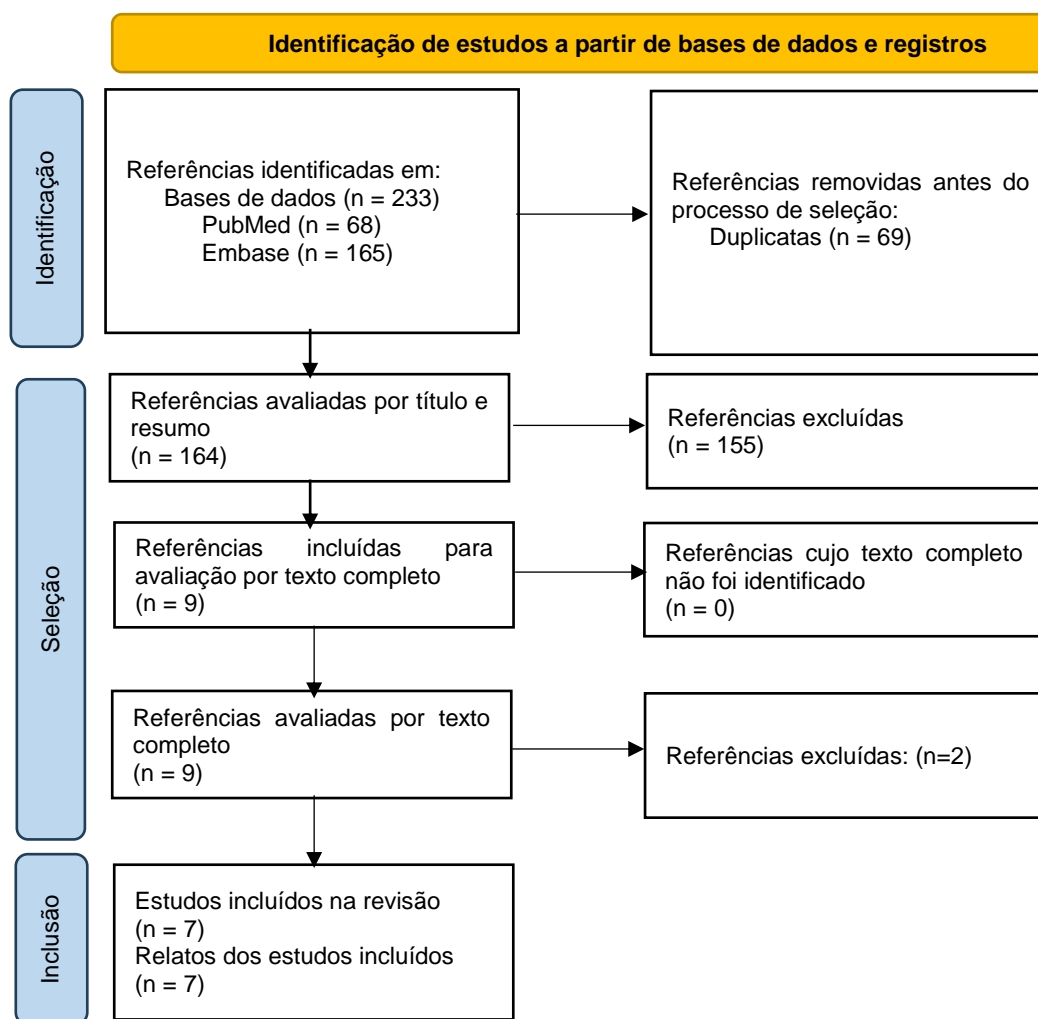 Identificação de estudos a partir de bases de dados e registros
Identificação
Referências identificadas em:
Bases de dados (n = 233)
PubMed (n = 68)
Embase (n = 165)
Referências removidas antes do
processo de seleção:
Duplicatas (n = 69)
Seleção
Referências avaliadas por título e
resumo
(n = 164)
Referências excluídas
(n = 155)
Referências incluídas para
avaliação por texto completo
(n = 9)
Referências cujo texto completo
não foi identificado
(n = 0)
Referências avaliadas por texto
completo
(n = 9)
Referências excluídas: (n=2)
Inclusão
Estudos incluídos na revisão
(n = 7)
Relatos dos estudos incluídos
(n = 7)